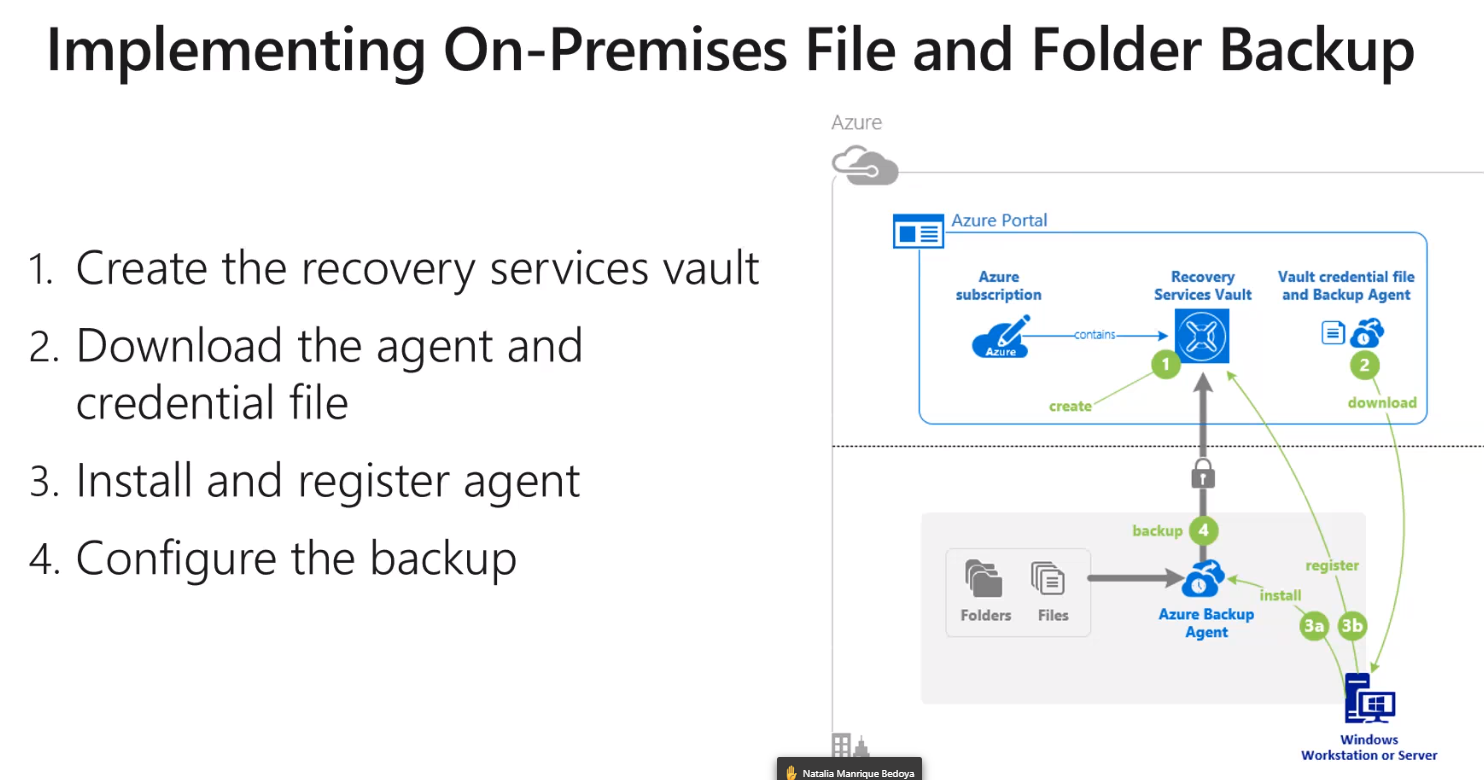 Implementing On-Premises File and Folder Backup
1. Create the recovery services vault
2. Download the agent and
credential file
3. Install and register agent
4. Configure the backup
Azure
Azure Portal
Azure
subscription
Recovery
Services Vault
Vault credential file
and Backup Agent
Azure
contains
1
2
create
download
backup
4
register
install
Folders
Files
Azure Backup
Agent
3a
3b
Windows
Workstation or Server
Natalia Manrique Bedoya